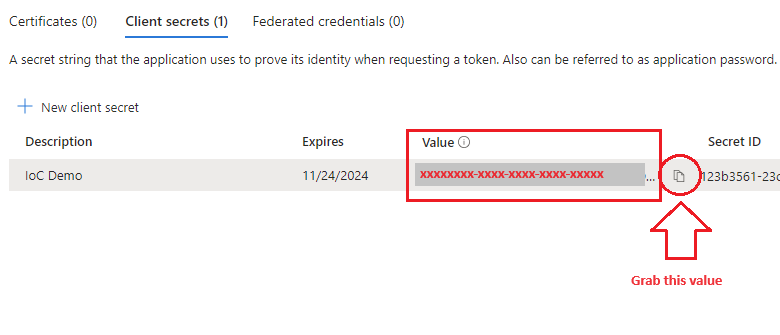 Certificates (0) Client secrets (1) Federated credentials (0)
A secret string that the application uses to prove its identity when requesting a token. Also can be referred to as application password.
New client secret
Description Expires Value Secret ID
IoC Demo 11/24/2024 xxxxxxxx-xxxx-xxxx-xxxx-xxxxx ... 123b3561-23c
Grab this value